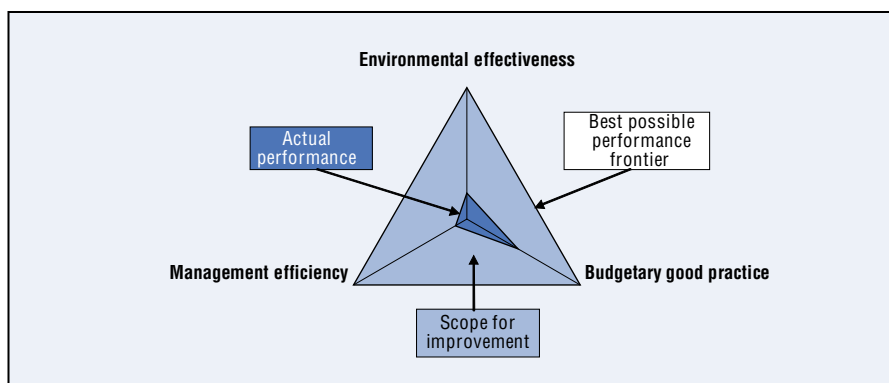 Environmental effectiveness
Actual
performance
Best possible
performance
frontier
Management efficiency
Budgetary good practice
Scope for
improvement